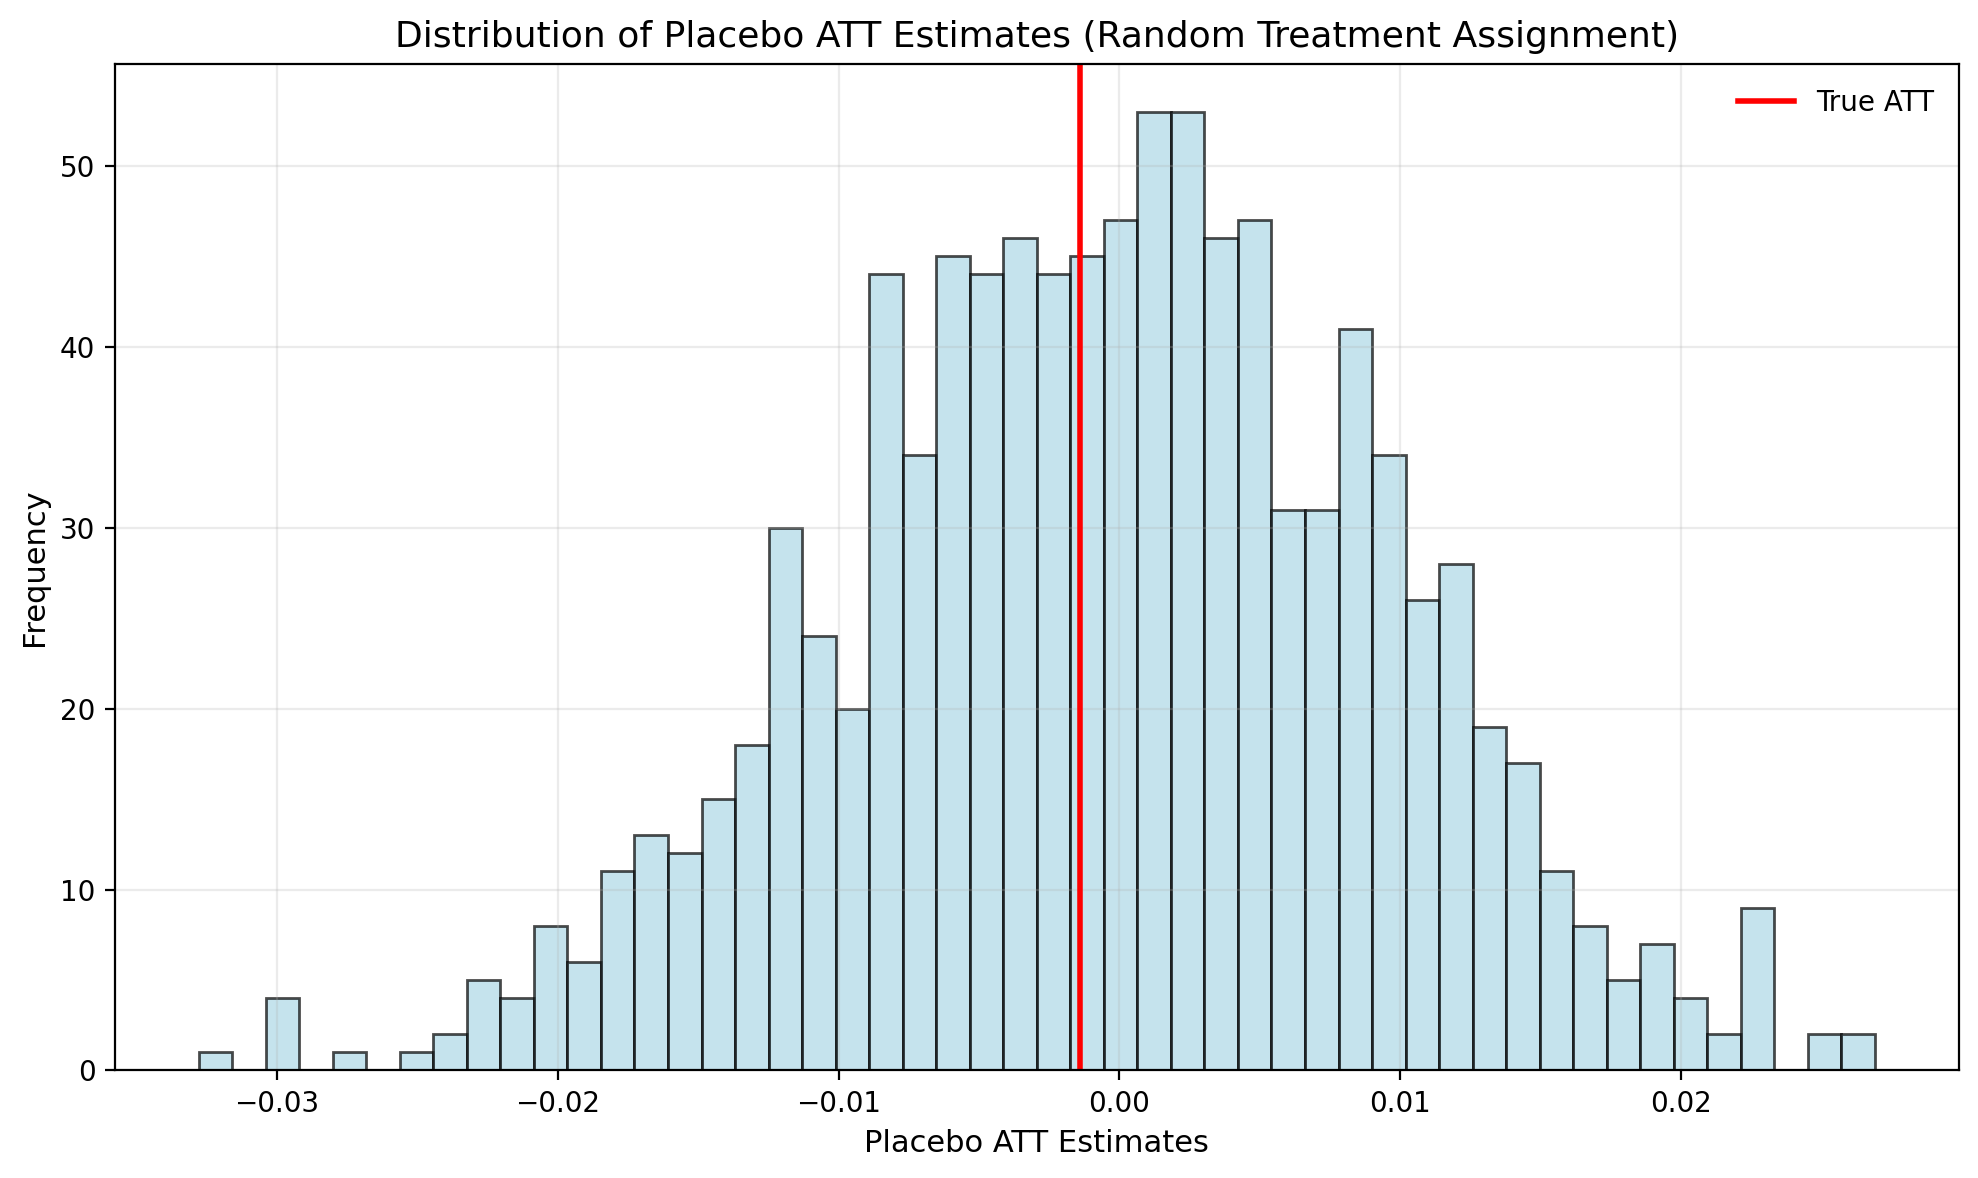 Distribution of Placebo ATT Estimates (Random Treatment Assignment)
True ATT
Frequency
50
40
30
20
10
0
−0.03 −0.02 −0.01 0.00 0.01 0.02
Placebo ATT Estimates